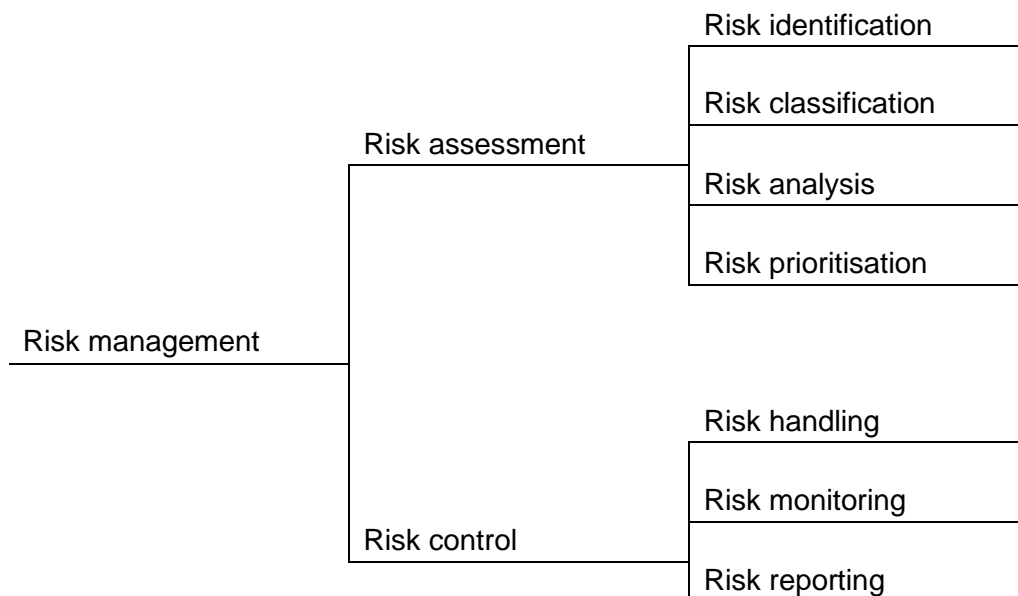 Risk identification
Risk classification
Risk assessment
Risk analysis
Risk prioritisation
Risk management
Risk handling
Risk monitoring
Risk control
Risk reporting